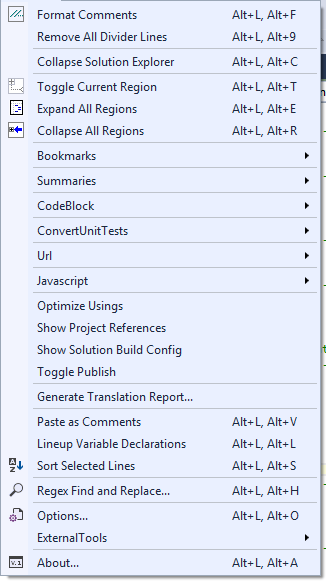 Format Comments Alt+L, Alt+F
Remove All Divider Lines Alt+L, Alt+9
Collapse Solution Explorer Alt+L, Alt+C
Toggle Current Region Alt+L, Alt+T
Expand All Regions Alt+L, Alt+E
Collapse All Regions Alt+L, Alt+R
Bookmarks
Summaries
CodeBlock
ConvertUnitTests
Url
Javascript
Optimize Usings
Show Project References
Show Solution Build Config
Toggle Publish
Generate Translation Report...
Paste as Comments Alt+L, Alt+V
Lineup Variable Declarations Alt+L, Alt+L
Sort Selected Lines Alt+L, Alt+S
Regex Find and Replace... Alt+L, Alt+H
Options... Alt+L, Alt+O
ExternalTools
V.1 About... Alt+L, Alt+A